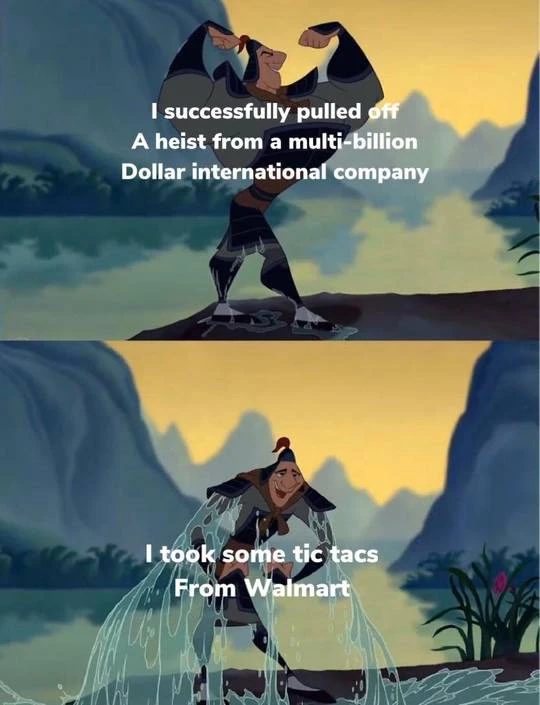 I successfully pulled off
A heist from a multi-billion
Dollar international company
I took some tic tacs
From Walmart